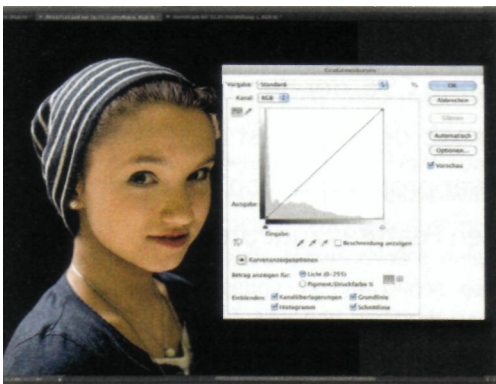 Gradationskurven
Vorgabe: Standard
OK
Kanal: RGB
Abbrechen
Glätten
Automatisch
Optionen...
Vorschau
Ausgabe:
Eingabe:
Beschneidung anzeigen
Kurvenanzeigeoptionen
Betrag anzeigen für: Licht (0-255)
Pigment/Druckfarbe %
Einblenden: Kanalüberlagerungen Grundlinie
Histogramm Schnittlinie